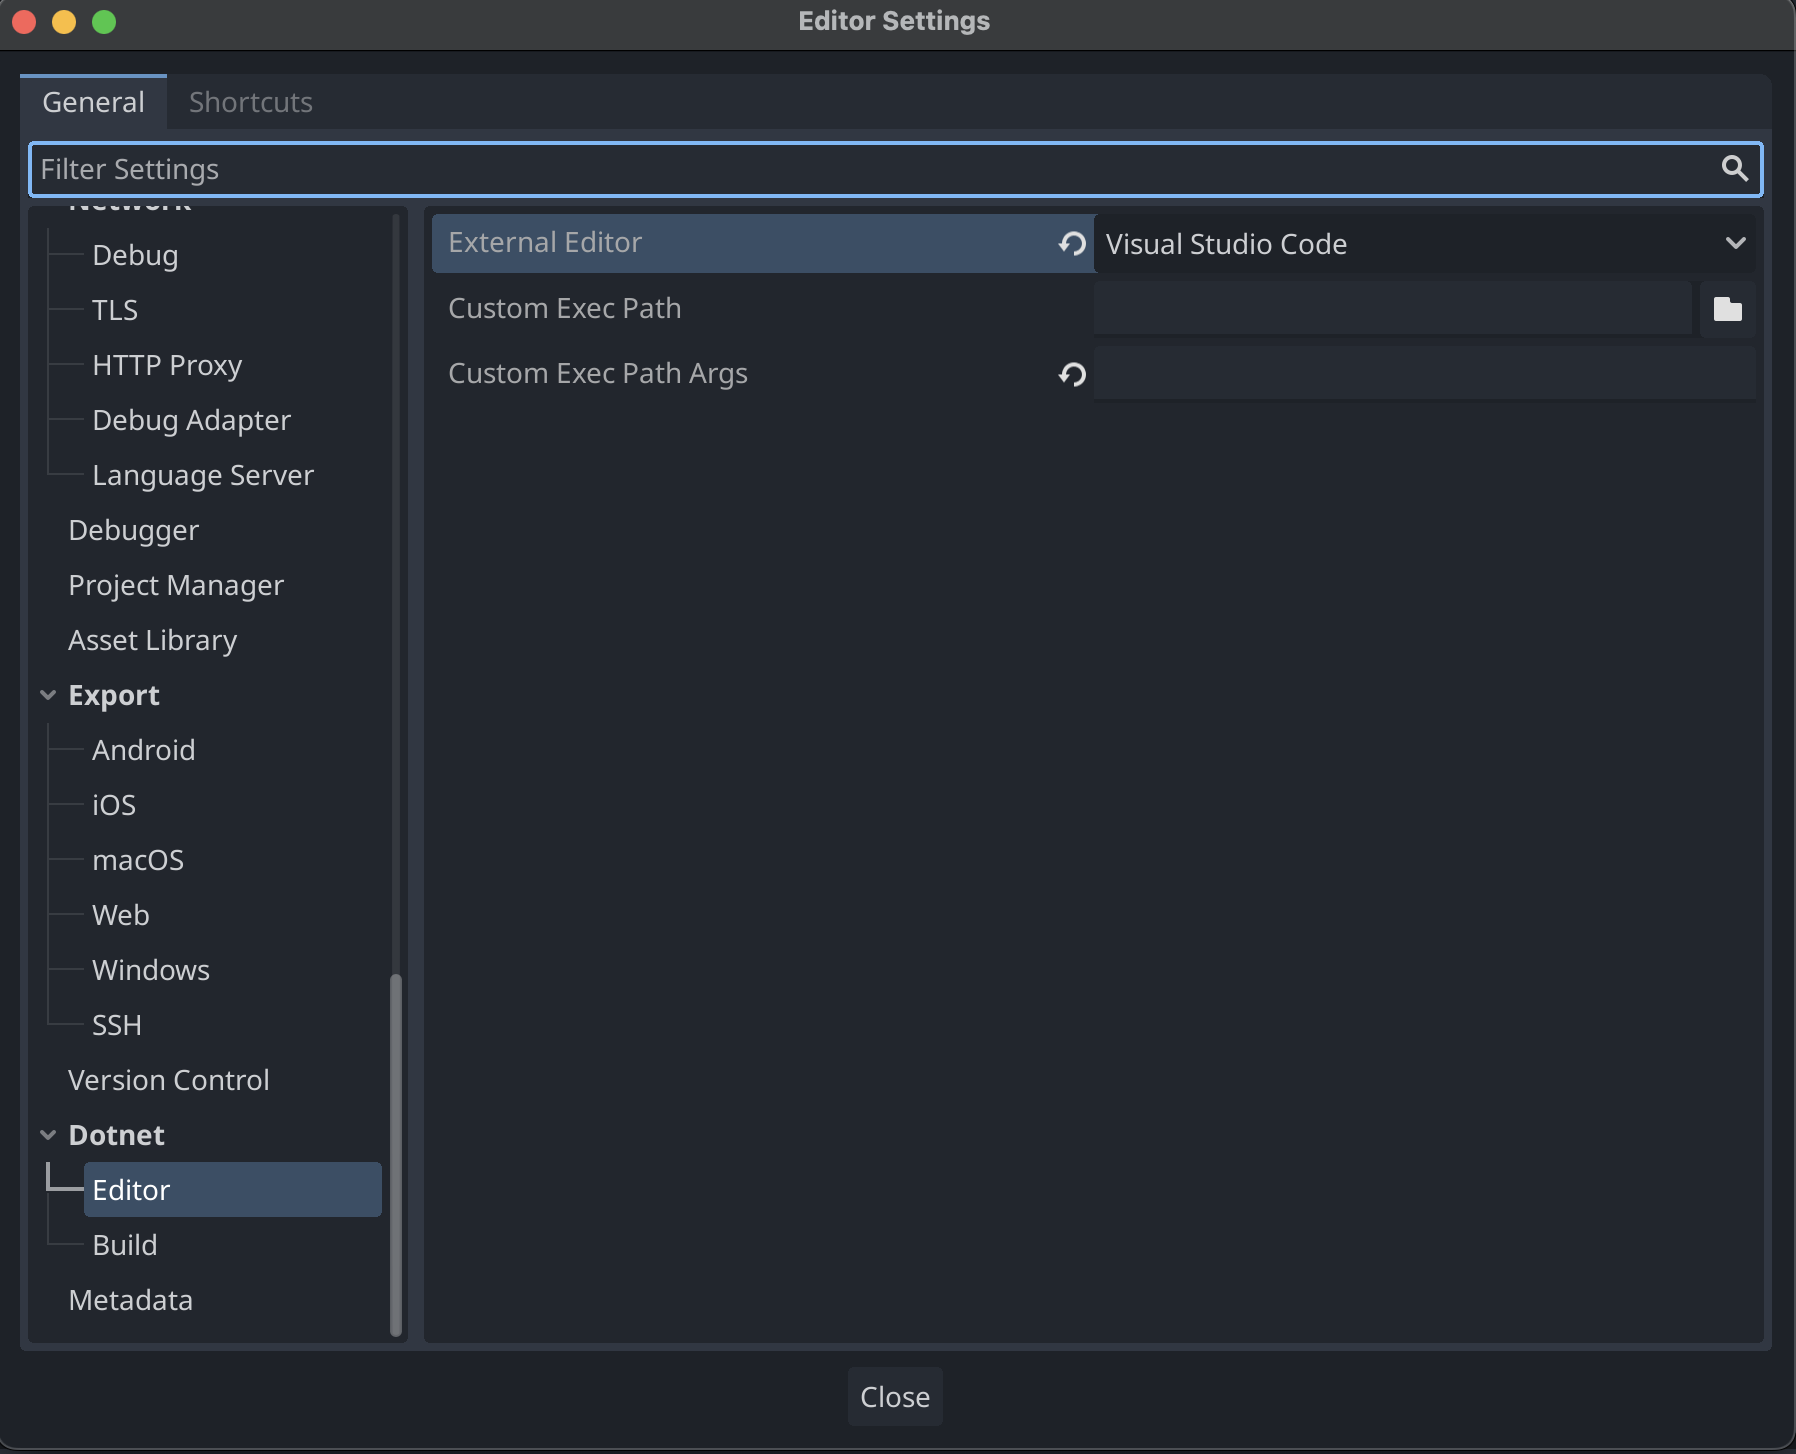 Editor Settings
General
Shortcuts
Filter Settings
Network
Debug
TLS
HTTP Proxy
Debug Adapter
Language Server
Debugger
Project Manager
Asset Library
Export
Android
iOS
macOS
Web
Windows
SSH
Version Control
Dotnet
Editor
Build
Metadata
External Editor
Visual Studio Code
Custom Exec Path
Custom Exec Path Args
Close